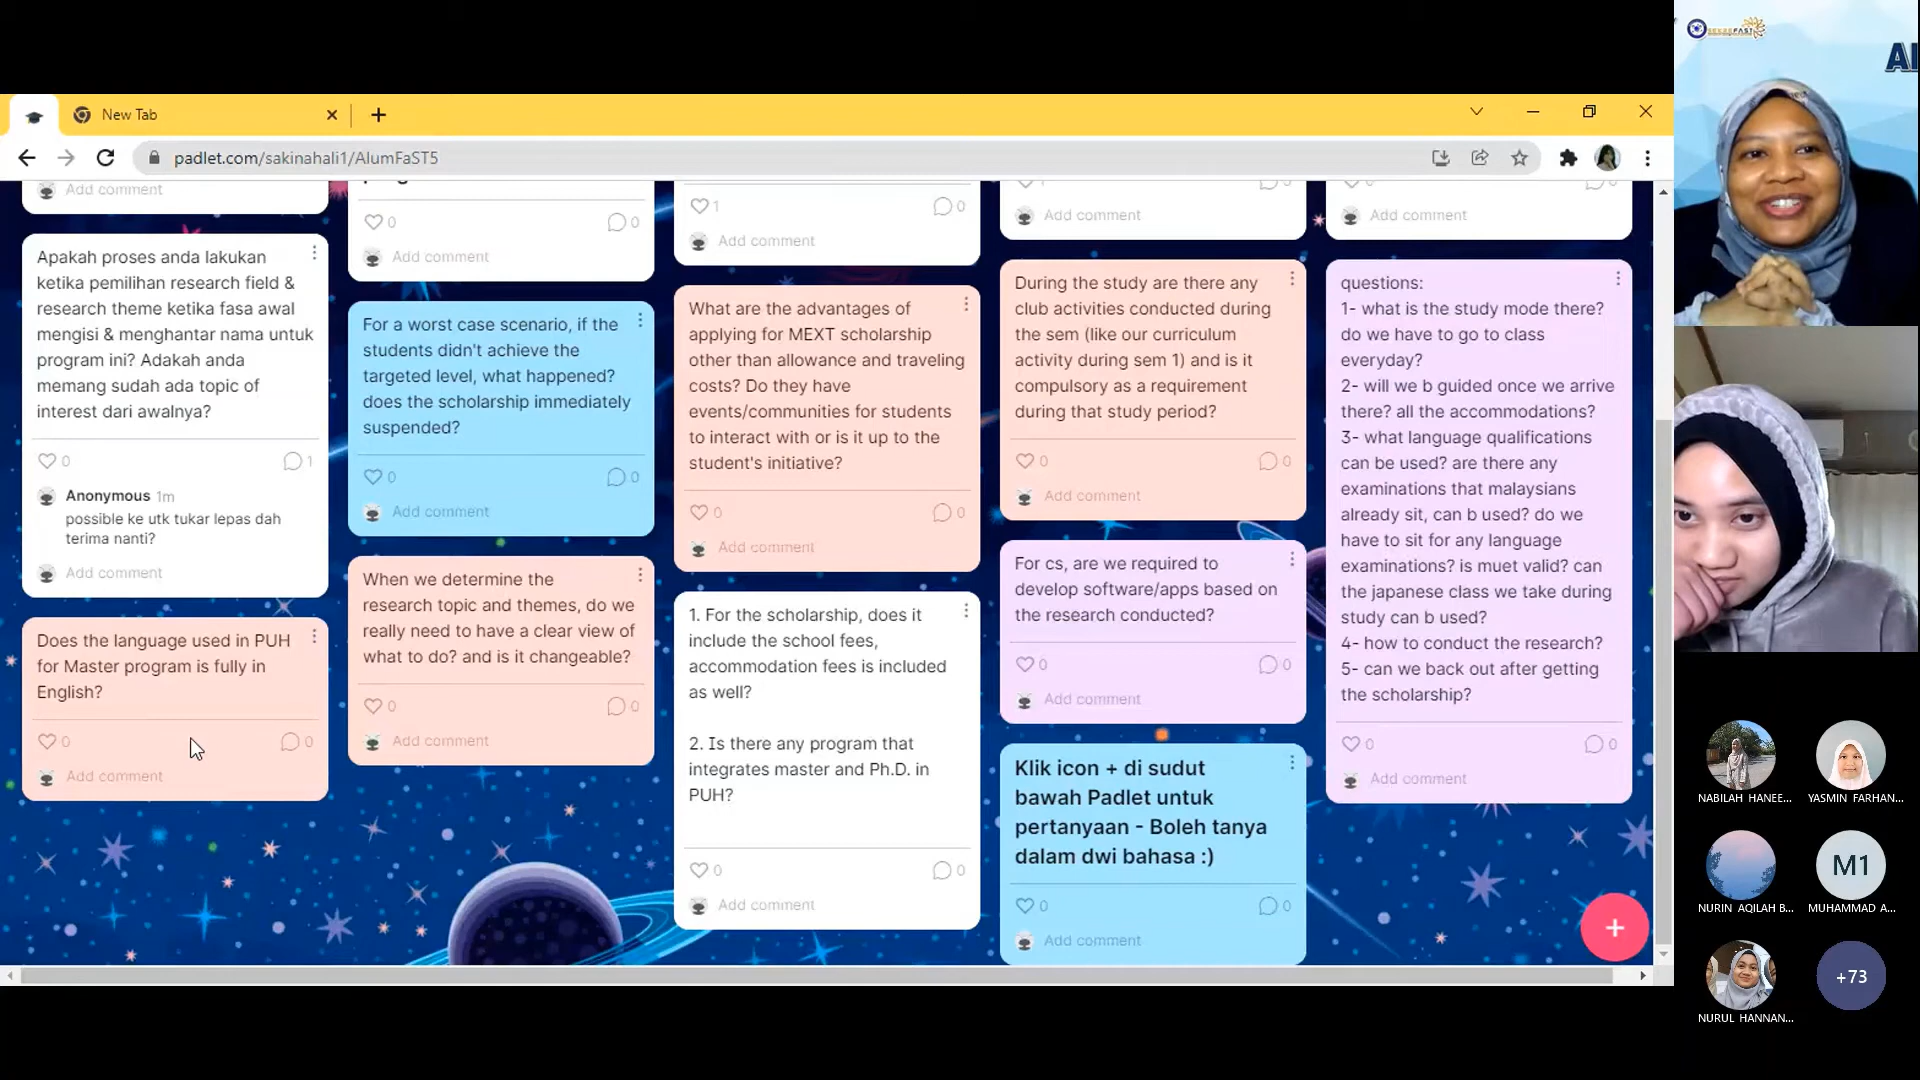 New Tab
padlet.com/sakinahali1/AlumFaST5
Add comment
Apakah proses anda lakukan
ketika pemilihan research field &
research theme ketika fasa awal
mengisi & menghantar nama untuk
program ini? Adakah anda
memang sudah ada topic of
interest dari awalnya?
0
1
Anonymous 1m
possible ke utk tukar lepas dah
terima nanti?
Add comment
Does the language used in PUH
for Master program is fully in
English?
0
0
Add comment
0
0
Add comment
For a worst case scenario, if the
students didn't achieve the
targeted level, what happened?
does the scholarship immediately
suspended?
0
0
Add comment
When we determine the
research topic and themes, do we
really need to have a clear view of
what to do? and is it changeable?
0
0
Add comment
1
0
Add comment
What are the advantages of
applying for MEXT scholarship
other than allowance and traveling
costs? Do they have
events/communities for students
to interact with or is it up to the
student's initiative?
0
0
Add comment
1. For the scholarship, does it
include the school fees,
accommodation fees is included
as well?
2. Is there any program that
integrates master and Ph.D. in
PUH?
0
0
Add comment
Add comment
During the study are there any
club activities conducted during
the sem (like our curriculum
activity during sem 1) and is it
compulsory as a requirement
during that study period?
0
0
Add comment
For cs, are we required to
develop software/apps based on
the research conducted?
0
0
Add comment
Klik icon + di sudut
bawah Padlet untuk
pertanyaan - Boleh tanya
dalam dwi bahasa :)
0
0
Add comment
Add comment
questions:
1- what is the study mode there?
do we have to go to class
everyday?
2- will we b guided once we arrive
there? all the accommodations?
3- what language qualifications
can be used? are there any
examinations that malaysians
already sit, can b used? do we
have to sit for any language
examinations? is muet valid? can
the japanese class we take during
study can b used?
4- how to conduct the research?
5- can we back out after getting
the scholarship?
0
0
Add comment
NABILAH HANEE...
YASMIN FARHAN...
NURIN AQILAH B...
M1
MUHAMMAD A...
NURUL HANNAN...
+73